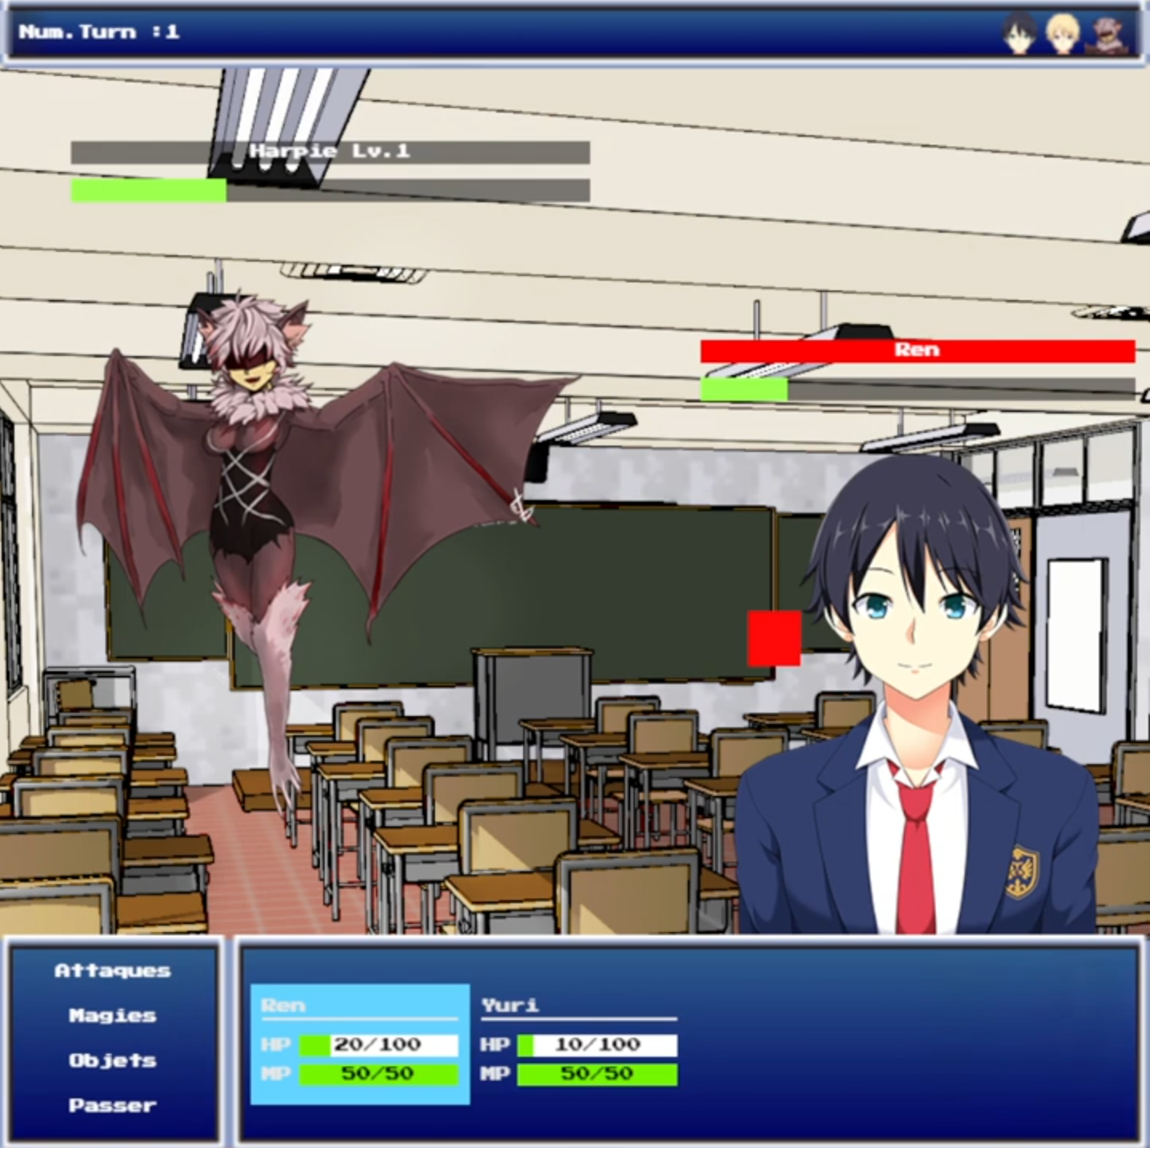 Num.Turn :1
Harpie Lv.1
Ren
Attaques
Magies
Objets
Passer
Ren
HP 20/100
MP 50/50
Yuri
HP 10/100
MP 50/50